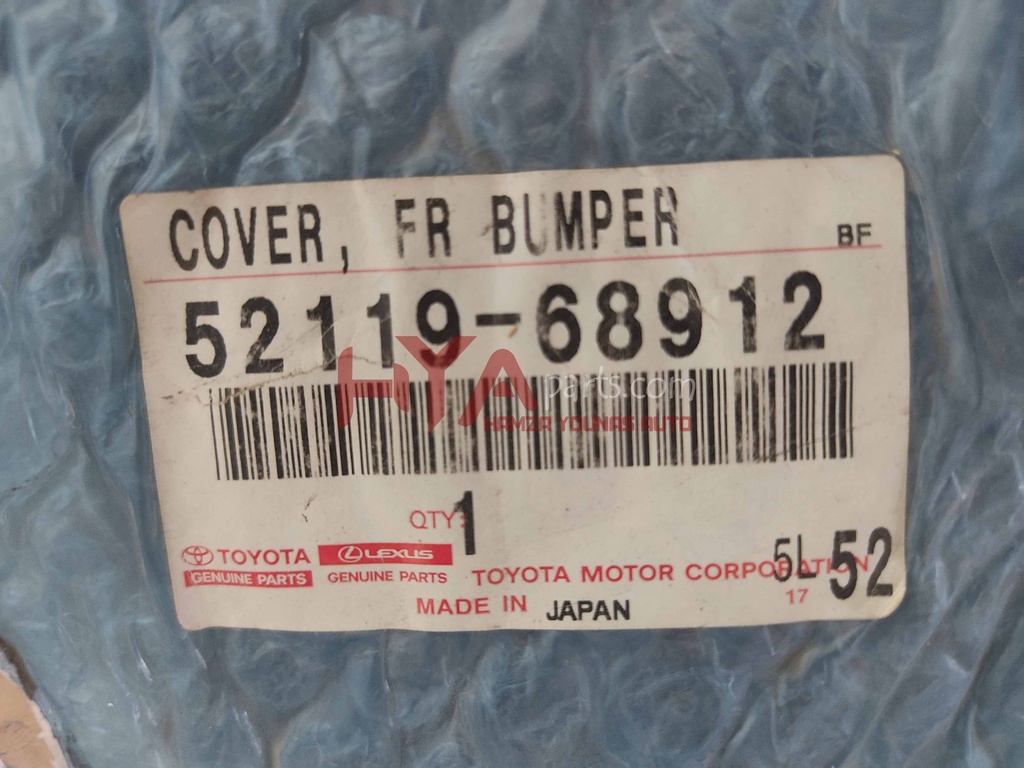 COVER, FR BUMPER
BF
52119-68912
HYA parts.com
HAMZA YOUNAS AUTO
QTY: 1
TOYOTA LEXUS
GENUINE PARTS GENUINE PARTS
TOYOTA MOTOR CORPORATION
5L 52
17
MADE IN JAPAN